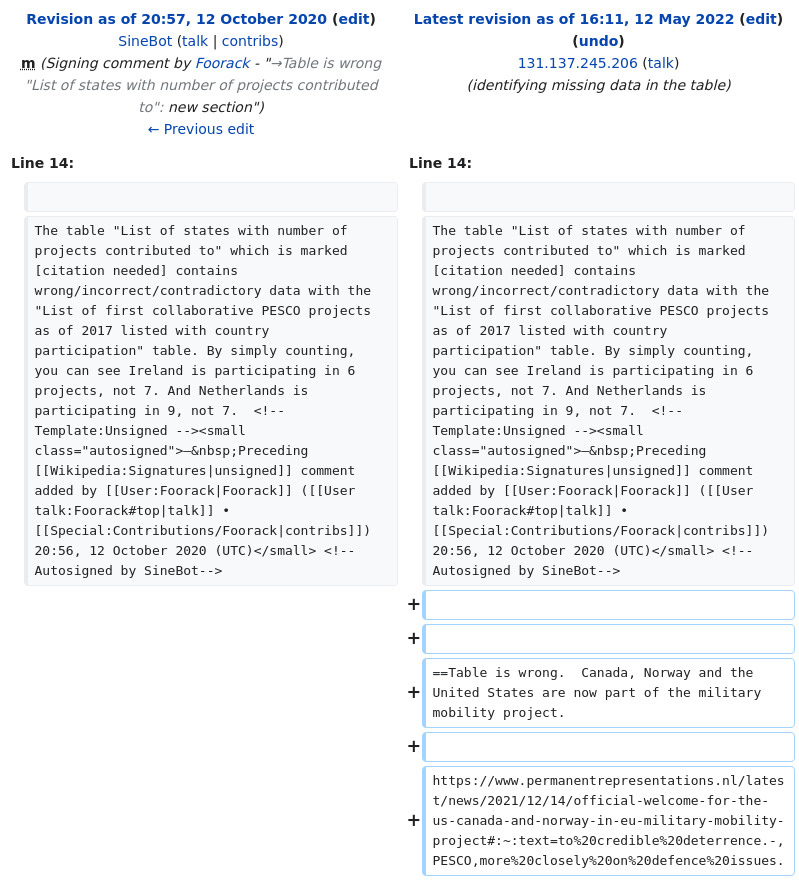 Revision as of 20:57, 12 October 2020 (edit)
SineBot (talk | contribs)
m (Signing comment by Foorack - "→Table is wrong
"List of states with number of projects contributed
to": new section")
← Previous edit
Latest revision as of 16:11, 12 May 2022 (edit)
(undo)
131.137.245.206 (talk)
(identifying missing data in the table)
Line 14:
Line 14:
The table "List of states with number of
projects contributed to" which is marked
[citation needed] contains
wrong/incorrect/contradictory data with the
"List of first collaborative PESCO projects
as of 2017 listed with country
participation" table. By simply counting,
you can see Ireland is participating in 6
projects, not 7. And Netherlands is
participating in 9, not 7.  <!--
Template:Unsigned --><small
class="autosigned">—&nbsp;Preceding
[[Wikipedia:Signatures|unsigned]] comment
added by [[User:Foorack|Foorack]] ([[User
talk:Foorack#top|talk]] •
[[Special:Contributions/Foorack|contribs]])
20:56, 12 October 2020 (UTC)</small> <!--
Autosigned by SineBot-->
The table "List of states with number of
projects contributed to" which is marked
[citation needed] contains
wrong/incorrect/contradictory data with the
"List of first collaborative PESCO projects
as of 2017 listed with country
participation" table. By simply counting,
you can see Ireland is participating in 6
projects, not 7. And Netherlands is
participating in 9, not 7.  <!--
Template:Unsigned --><small
class="autosigned">—&nbsp;Preceding
[[Wikipedia:Signatures|unsigned]] comment
added by [[User:Foorack|Foorack]] ([[User
talk:Foorack#top|talk]] •
[[Special:Contributions/Foorack|contribs]])
20:56, 12 October 2020 (UTC)</small> <!--
Autosigned by SineBot-->
+
+
+ ==Table is wrong.  Canada, Norway and the
United States are now part of the military
mobility project.
+
+ https://www.permanentrepresentations.nl/lates
t/news/2021/12/14/official-welcome-for-the-
us-canada-and-norway-in-eu-military-mobility-
project#:~:text=to%20credible%20deterrence.-,
PESCO,more%20closely%20on%20defence%20issues.